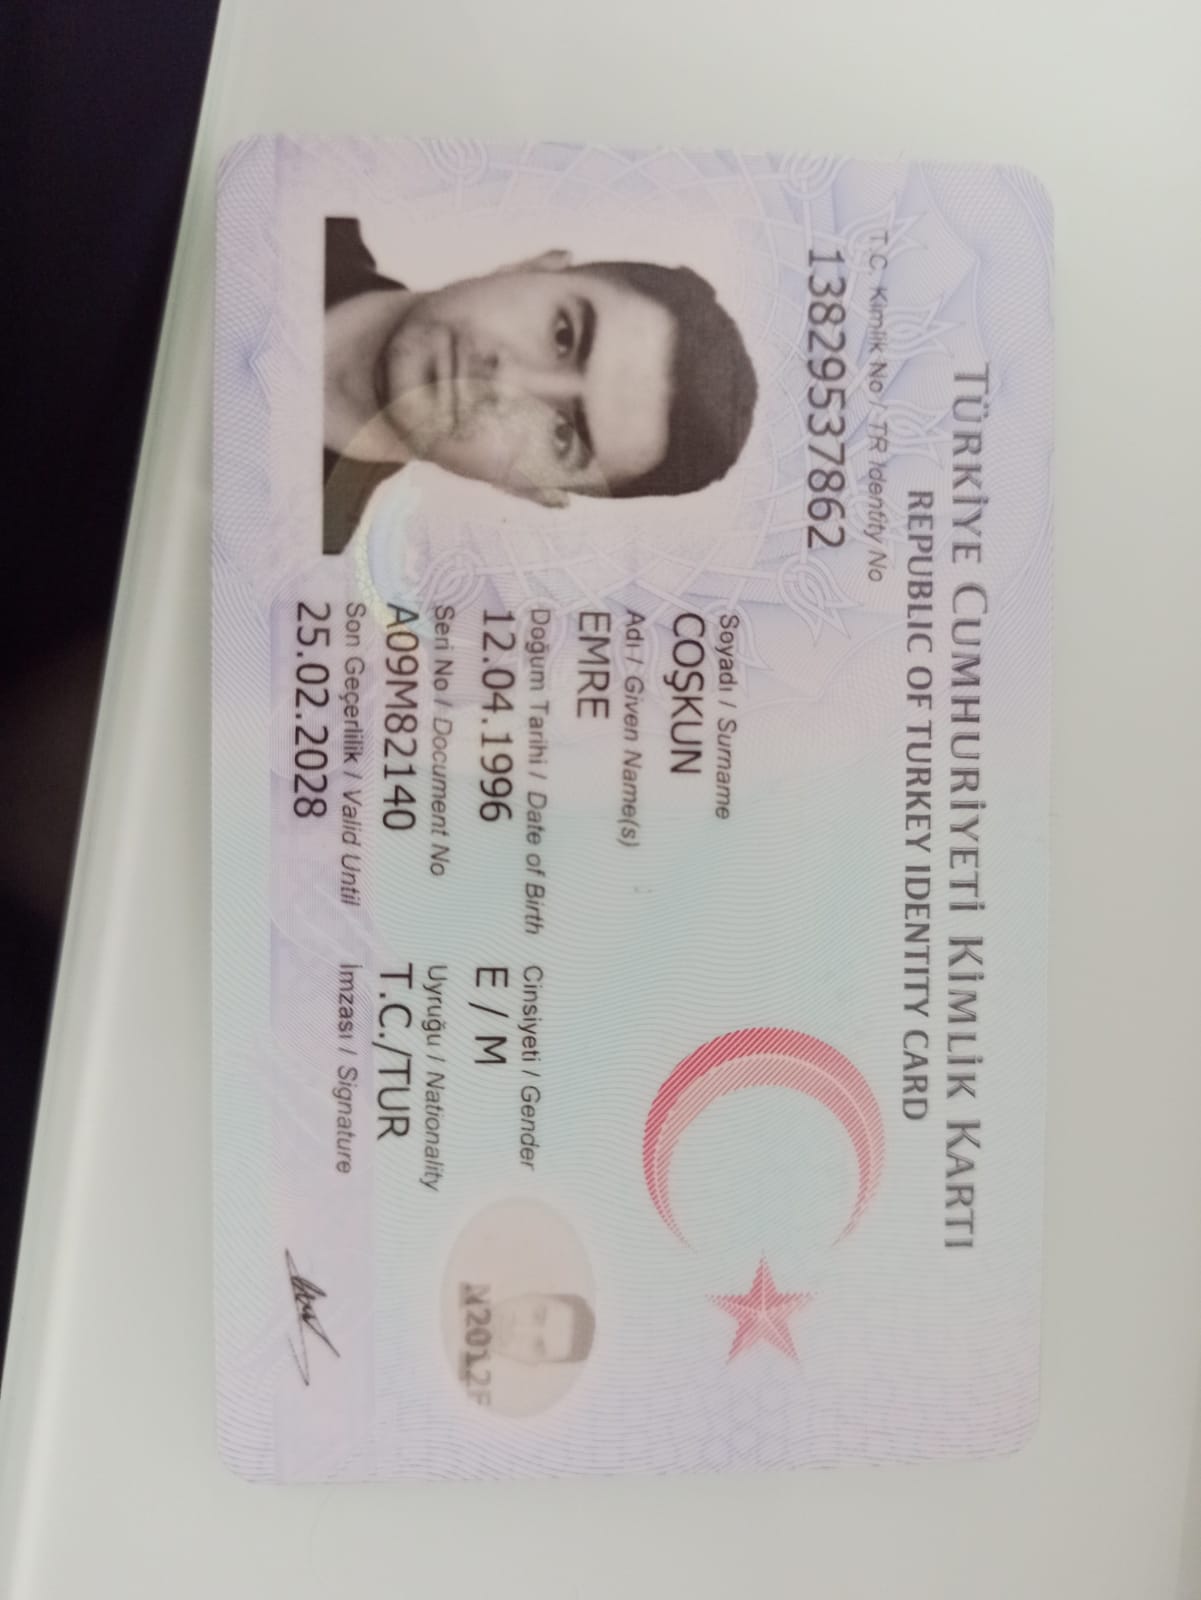 TÜRKİYE CUMHURİYETİ KİMLİK KARTI
REPUBLIC OF TURKEY IDENTITY CARD
T.C. Kimlik No / TR Identity No
13829537862
Soyadı / Surname
COŞKUN
Adı / Given Name(s)
EMRE
Doğum Tarihi / Date of Birth
12.04.1996
Cinsiyeti / Gender
E / M
Seri No / Document No
A09M82140
Uyruğu / Nationality
T.C./TUR
Son Geçerlilik / Valid Until
25.02.2028
İmzası / Signature